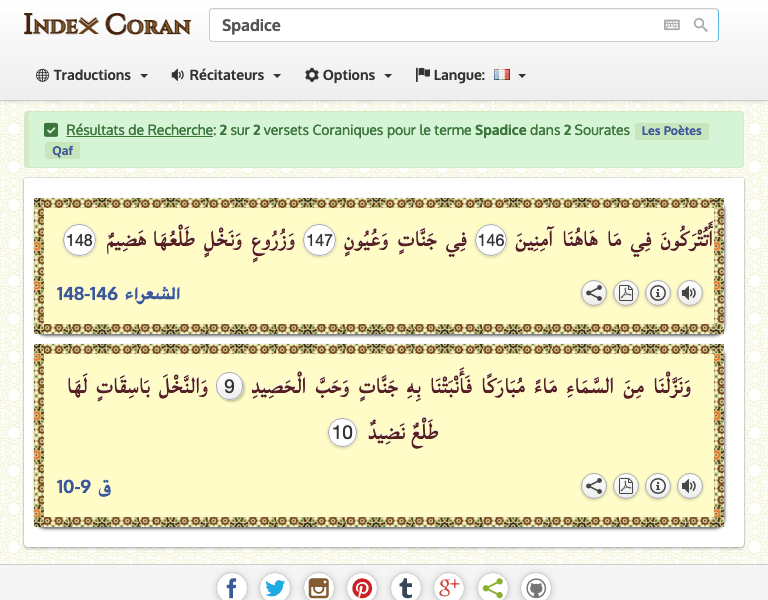 Index Coran
Spadice
Traductions Récitateurs Options Langue:
Résultats de Recherche: 2 sur 2 versets Coraniques pour le terme Spadice dans 2 Sourates Les Poètes
Qaf
أَتُتْرَكُونَ فِي مَا هَاهُنَا آمِنِينَ 146 فِي جَنَّاتٍ وَعُيُونٍ 147 وَزُرُوعٍ وَنَخْلٍ طَلْعُهَا هَضِيمٌ 148
الشعراء 146-148
وَنَزَّلْنَا مِنَ السَّمَاءِ مَاءً مُبَارَكًا فَأَنْبَتْنَا بِهِ جَنَّاتٍ وَحَبَّ الْحَصِيدِ 9 وَالنَّخْلَ بَاسِقَاتٍ لَهَا
طَلْعٌ نَضِيدٌ 10
ق 9-10